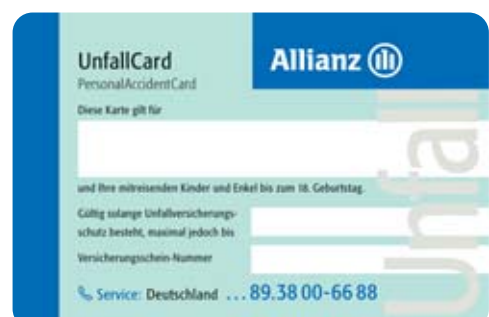 UnfallCard
Allianz
PersonalAccidentCard
Diese Karte gilt für
und Ihre mitreisenden Kinder und Enkel bis zum 18. Geburtstag.
Gültig solange Unfallversicherungs-
schutz besteht, maximal jedoch bis
Versicherungsschein-Nummer
Service: Deutschland ... 89.38 00-66 88
Unfall